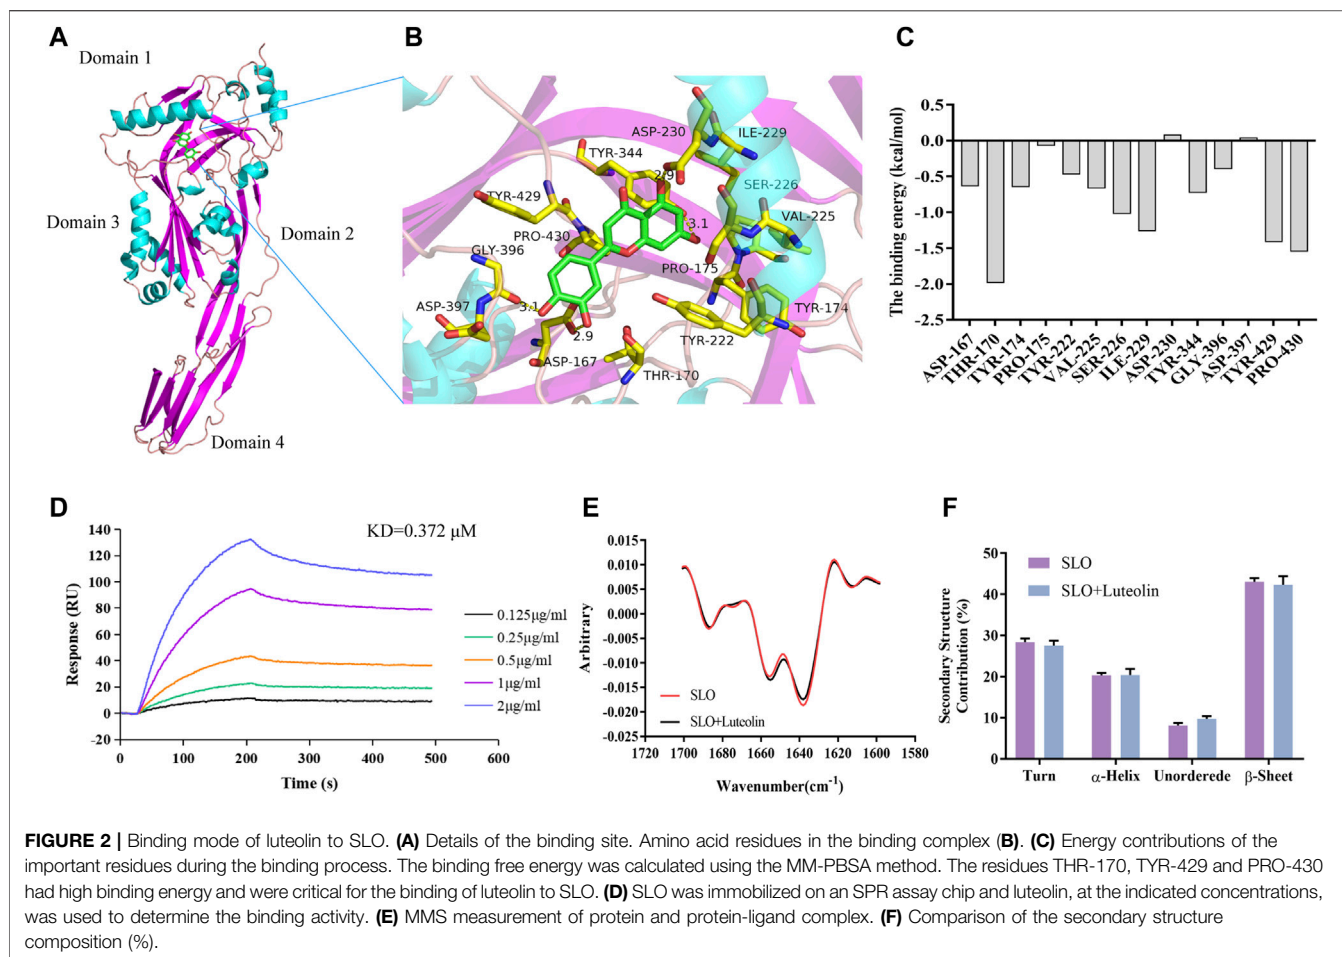 A
Domain 1
Domain 3
Domain 2
Domain 4
B
ASP-230
ILE-229
TYR-344
2.9
SER-226
TYR-429
3.1
VAL-225
PRO-430
GLY-396
PRO-175
ASP-397
3.1
TYR-174
2.9
TYR-222
ASP-167
THR-170
C
The binding energy (kcal/mol)
0.5
0.0
-0.5
-1.0
-1.5
-2.0
-2.5
ASP-167
THR-170
TYR-174
PRO-175
TYR-222
VAL-225
SER-226
ILE-229
ASP-230
TYR-344
GLY-396
ASP-397
TYR-429
PRO-430
D
KD=0.372 μM
Response (RU)
140
120
100
80
60
40
20
0
-20
0 100 200 300 400 500 600
Time (s)
0.125μg/ml
0.25μg/ml
0.5μg/ml
1μg/ml
2μg/ml
E
Arbitrary
0.015
0.010
0.005
0.000
-0.005
-0.010
-0.015
-0.020
-0.025
SLO
SLO+Luteolin
1720 1700 1680 1660 1640 1620 1600 1580
Wavenumber(cm-1)
F
Secondary Structure
Contribution (%)
50
40
30
20
10
0
SLO
SLO+Luteolin
Turn α-Helix Unorderede β-Sheet
FIGURE 2 | Binding mode of luteolin to SLO. (A) Details of the binding site. Amino acid residues in the binding complex (B). (C) Energy contributions of the
important residues during the binding process. The binding free energy was calculated using the MM-PBSA method. The residues THR-170, TYR-429 and PRO-430
had high binding energy and were critical for the binding of luteolin to SLO. (D) SLO was immobilized on an SPR assay chip and luteolin, at the indicated concentrations,
was used to determine the binding activity. (E) MMS measurement of protein and protein-ligand complex. (F) Comparison of the secondary structure
composition (%).